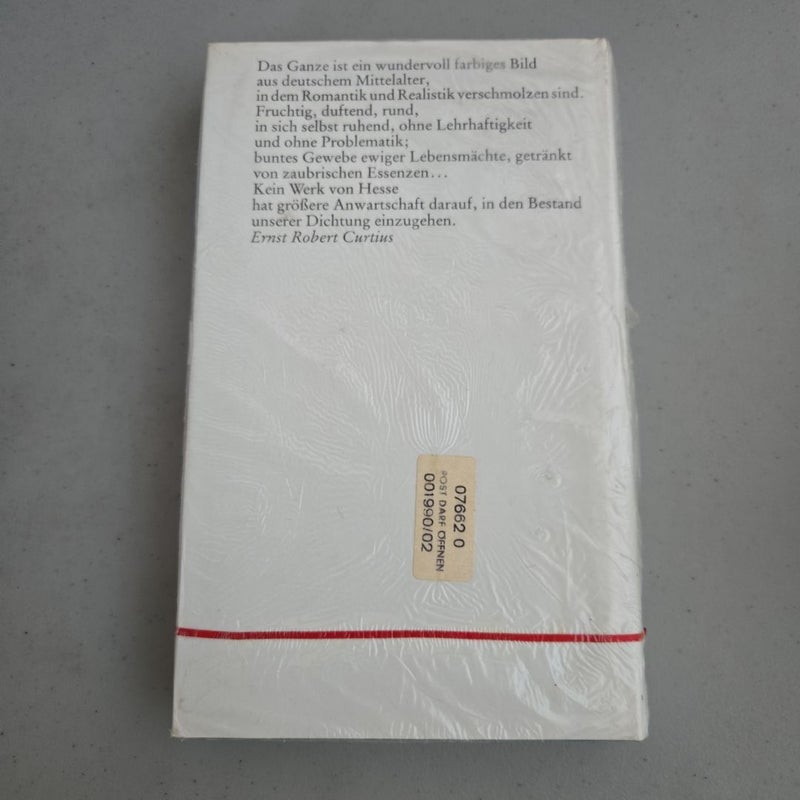 Das Ganze ist ein wundervoll farbiges Bild
aus deutschem Mittelalter,
in dem Romantik und Realistik verschmolzen sind.
Fruchtig, duftend, rund,
in sich selbst ruhend, ohne Lehrhaftigkeit
und ohne Problematik;
buntes Gewebe ewiger Lebensmächte, getränkt
von zaubrischen Essenzen...
Kein Werk von Hesse
hat größere Anwartschaft darauf, in den Bestand
unserer Dichtung einzugehen.
Ernst Robert Curtius
07662 0
POST DARF ÖFFNEN
001990/02